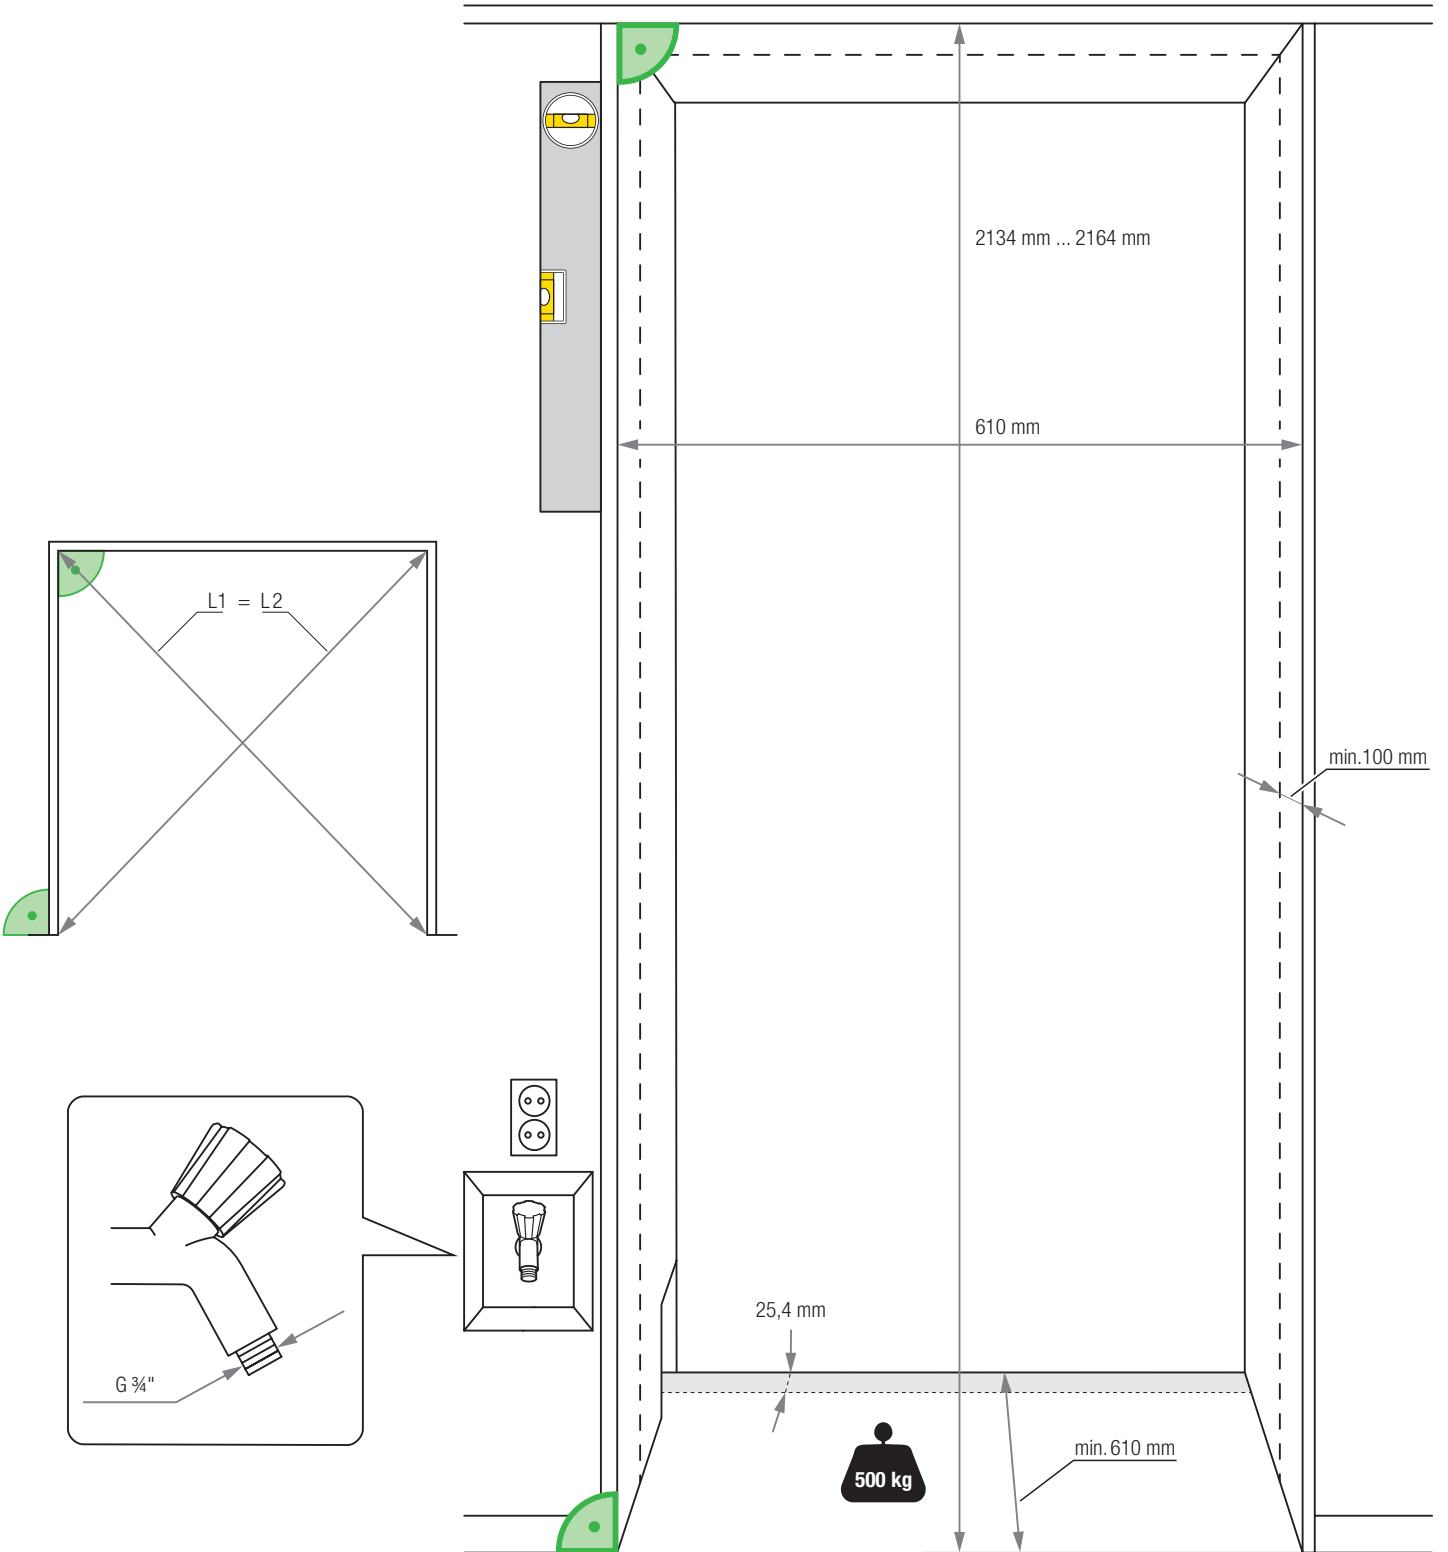 2134 mm ... 2164 mm
610 mm
L1 = L2
min.100 mm
25,4 mm
G ¾"
min. 610 mm
500 kg